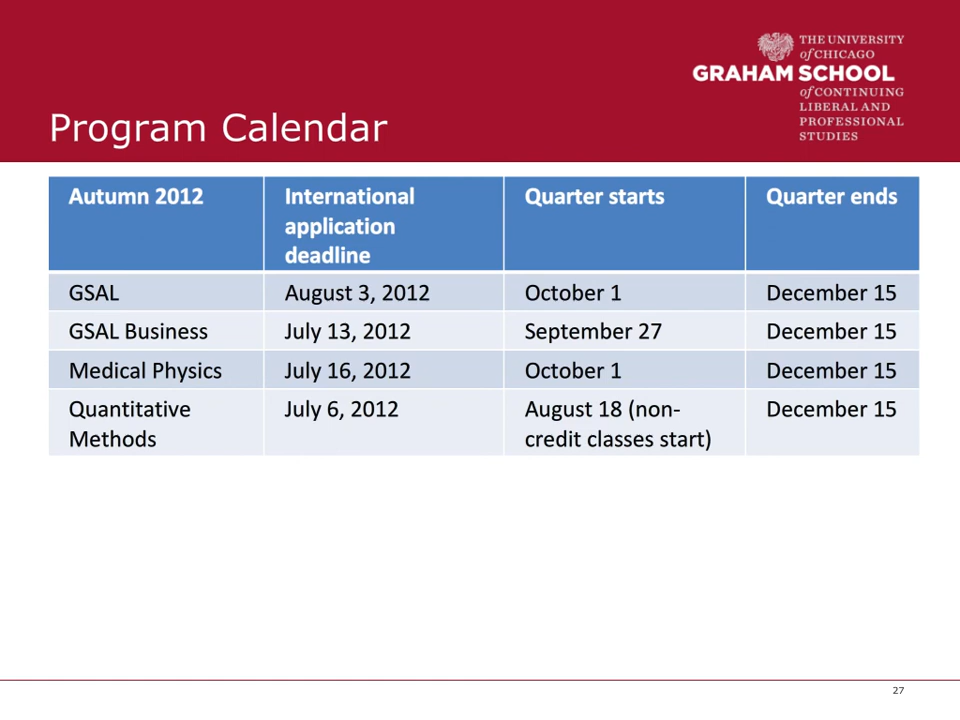 THE UNIVERSITY
of CHICAGO
GRAHAM SCHOOL
of CONTINUING
LIBERAL AND
PROFESSIONAL
STUDIES
Program Calendar
Autumn 2012 International Quarter starts Quarter ends
application
deadline
GSAL August 3, 2012 October 1 December 15
GSAL Business July 13, 2012 September 27 December 15
Medical Physics July 16, 2012 October 1 December 15
Quantitative July 6, 2012 August 18 (non- December 15
Methods credit classes start)
27